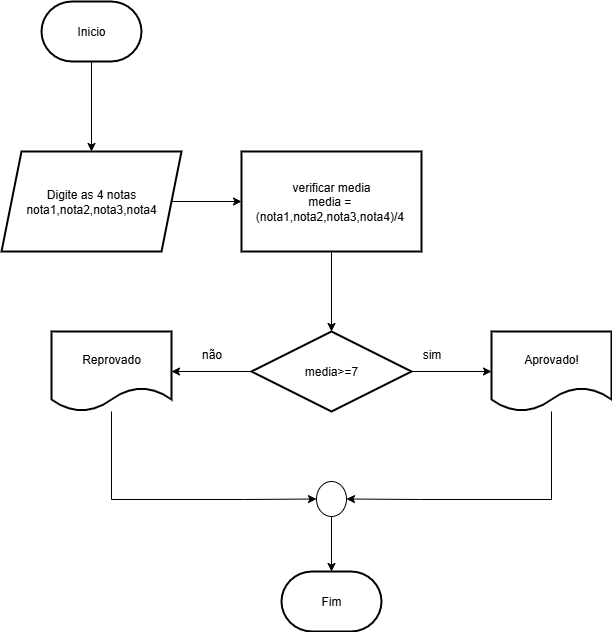 Inicio
Digite as 4 notas
nota1,nota2,nota3,nota4
verificar media
media =
(nota1,nota2,nota3,nota4)/4
Reprovado
não
media>=7
sim
Aprovado!
Fim